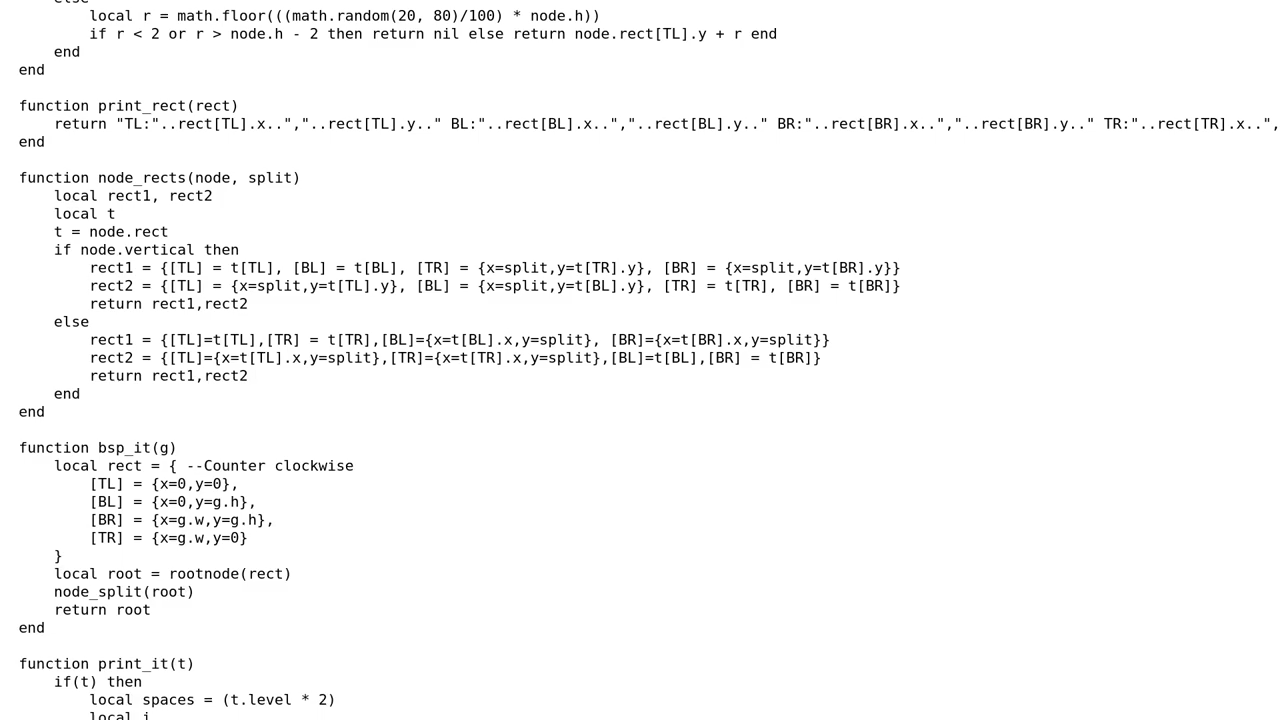 else
        local r = math.floor(((math.random(20, 80)/100) * node.h))
        if r < 2 or r > node.h - 2 then return nil else return node.rect[TL].y + r end
    end
end

function print_rect(rect)
    return "TL:"..rect[TL].x..","..rect[TL].y.." BL:"..rect[BL].x..","..rect[BL].y.." BR:"..rect[BR].x..","..rect[BR].y.." TR:"..rect[TR].x..",
end

function node_rects(node, split)
    local rect1, rect2
    local t
    t = node.rect
    if node.vertical then
        rect1 = {[TL] = t[TL], [BL] = t[BL], [TR] = {x=split,y=t[TR].y}, [BR] = {x=split,y=t[BR].y}}
        rect2 = {[TL] = {x=split,y=t[TL].y}, [BL] = {x=split,y=t[BL].y}, [TR] = t[TR], [BR] = t[BR]}
        return rect1,rect2
    else
        rect1 = {[TL]=t[TL],[TR] = t[TR],[BL]={x=t[BL].x,y=split}, [BR]={x=t[BR].x,y=split}}
        rect2 = {[TL]={x=t[TL].x,y=split},[TR]={x=t[TR].x,y=split},[BL]=t[BL],[BR] = t[BR]}
        return rect1,rect2
    end
end

function bsp_it(g)
    local rect = { --Counter clockwise
        [TL] = {x=0,y=0},
        [BL] = {x=0,y=g.h},
        [BR] = {x=g.w,y=g.h},
        [TR] = {x=g.w,y=0}
    }
    local root = rootnode(rect)
    node_split(root)
    return root
end

function print_it(t)
    if(t) then
        local spaces = (t.level * 2)
        local i